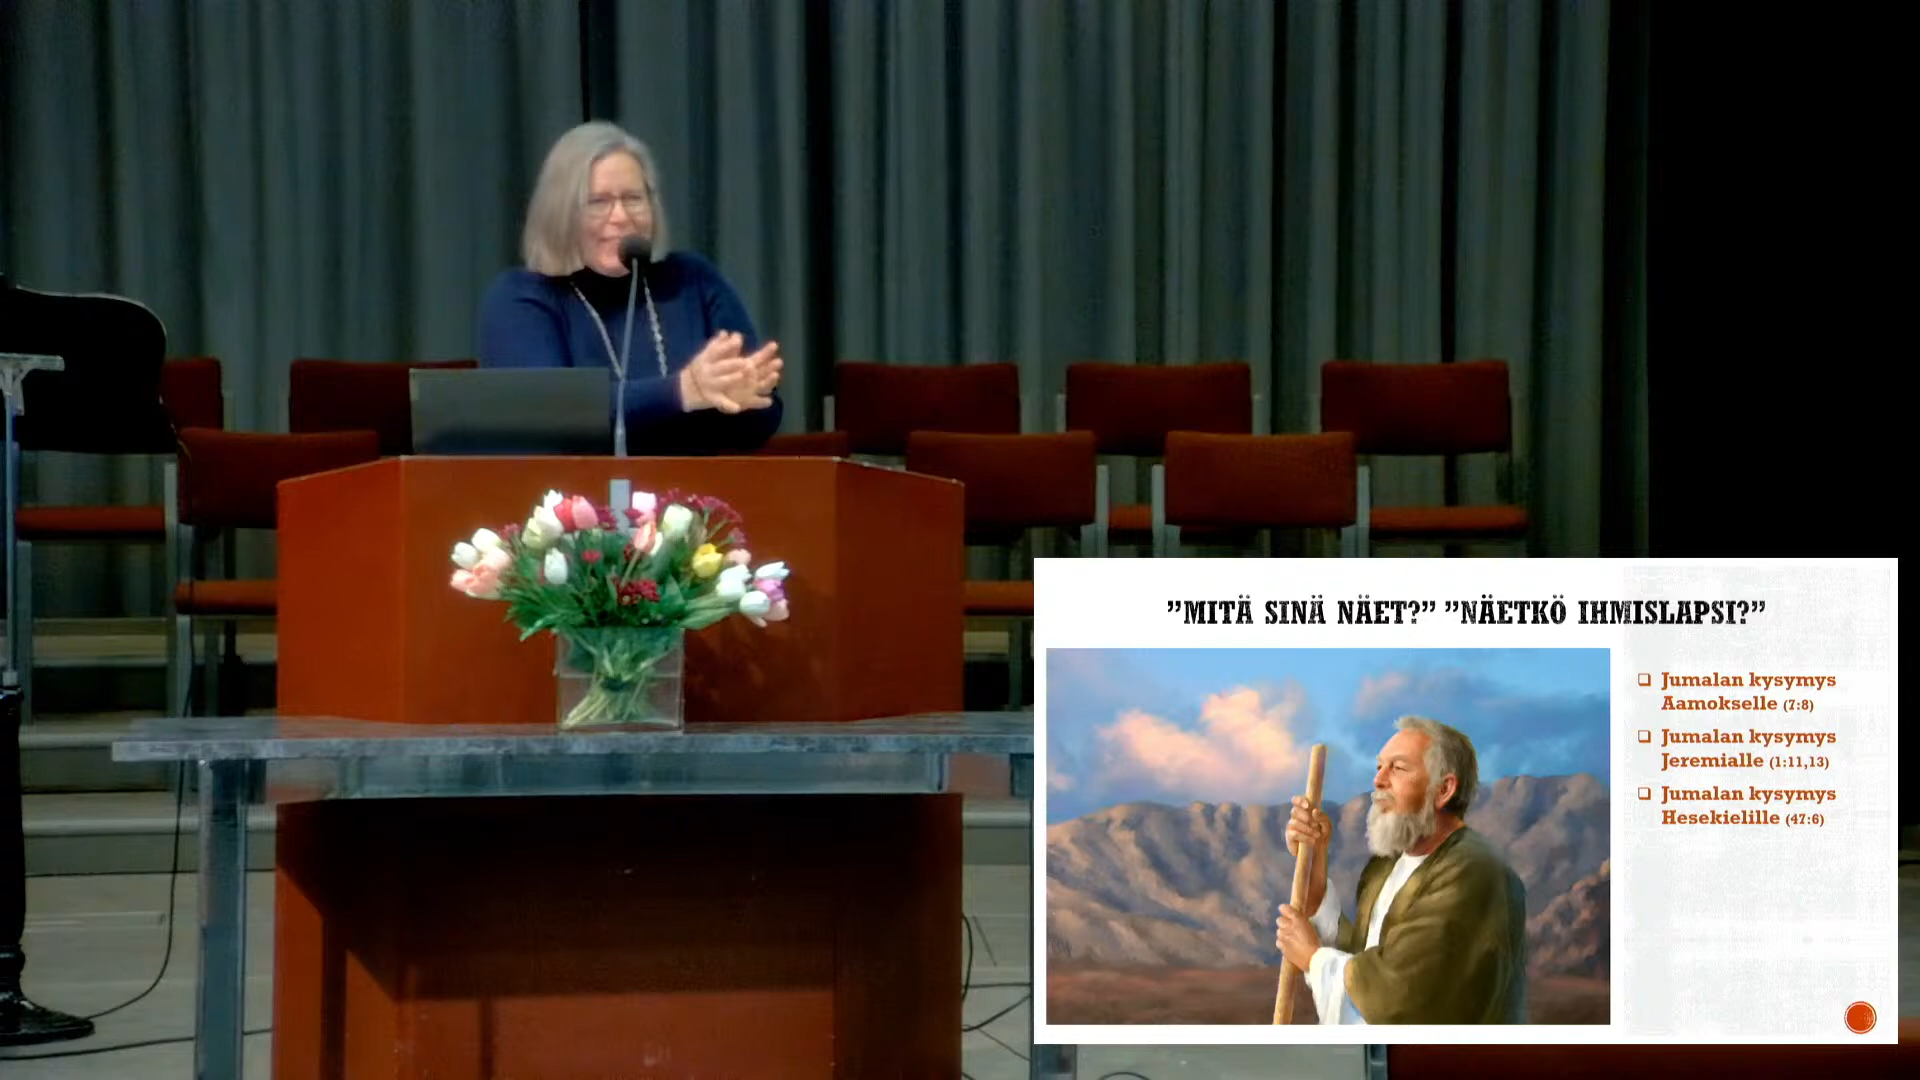 ”MITÄ SINÄ NÄET?” ”NÄETKÖ IHMISLAPSI?”
Jumalan kysymys
Aamokselle (7:8)
Jumalan kysymys
Jeremialle (1:11,13)
Jumalan kysymys
Hesekielille (47:6)